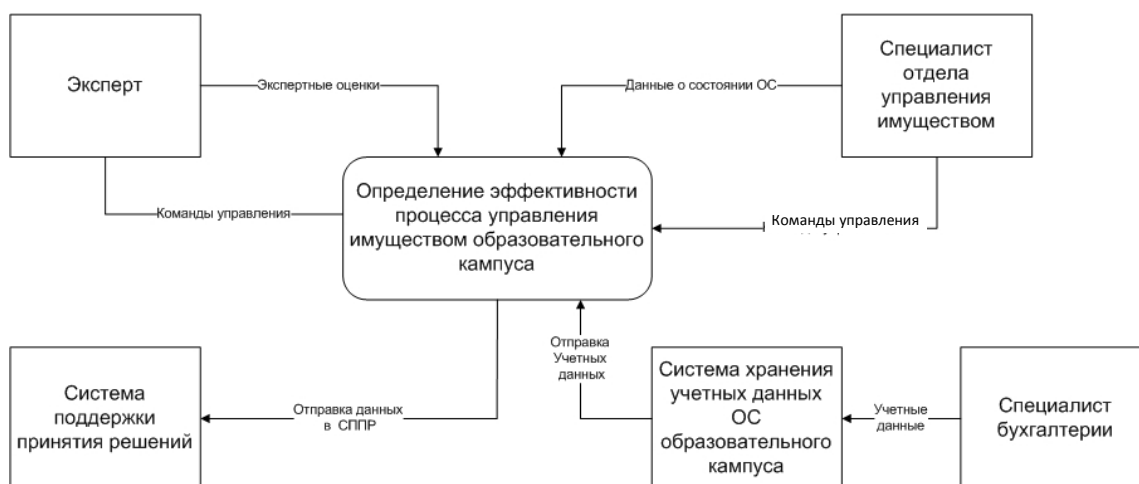 Эксперт
Экспертные оценки
Данные о состоянии ОС
Специалист
отдела
управления
имуществом
Определение эффективности
процесса управления
имуществом образовательного
кампуса
Команды управления
Команды управления
Система
поддержки
принятия решений
Отправка данных
в СППР
Отправка
Учетных
данных
Система хранения
учетных данных
ОС
образовательного
кампуса
Учетные
данные
Специалист
бухгалтерии